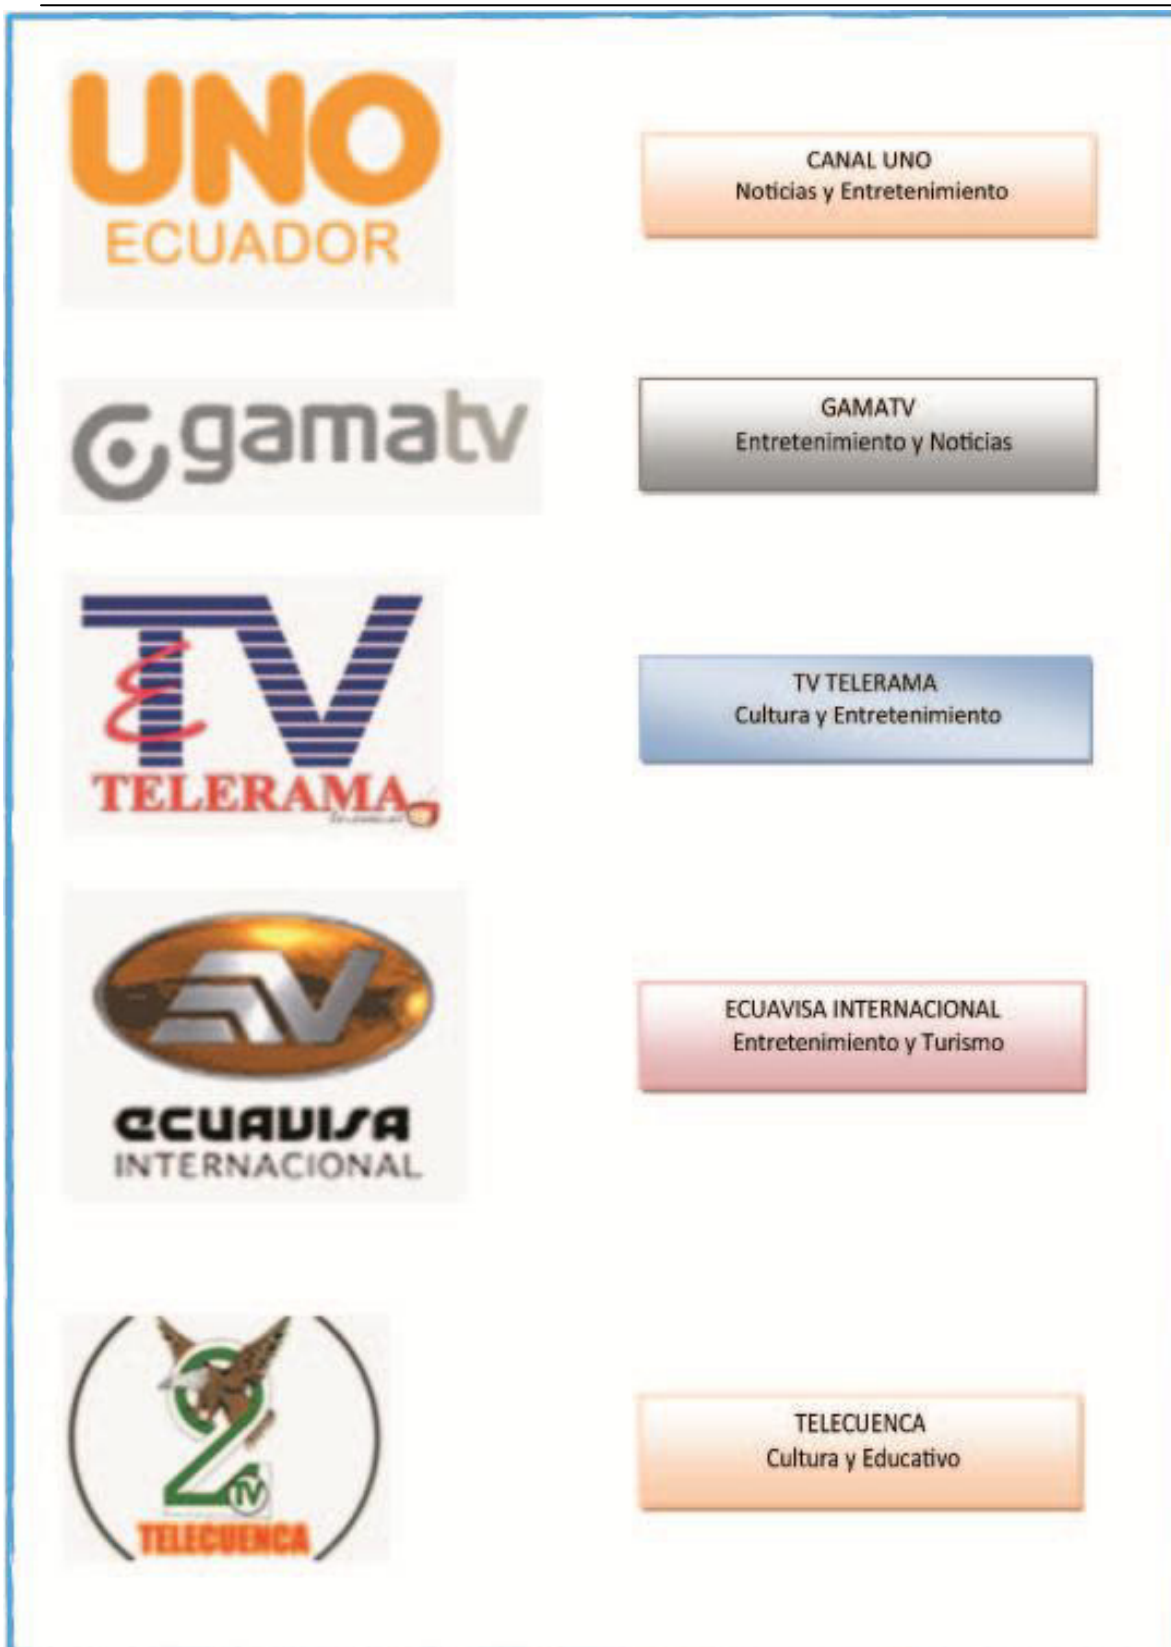 UNO
ECUADOR
CANAL UNO
Noticias y Entretenimiento
gamatv
GAMATV
Entretenimiento y Noticias
TV
TELERAMA
TV TELERAMA
Cultura y Entretenimiento
ecuavisa
INTERNACIONAL
ECUAVISA INTERNACIONAL
Entretenimiento y Turismo
2
TV
TELECUENCA
TELECUENCA
Cultura y Educativo